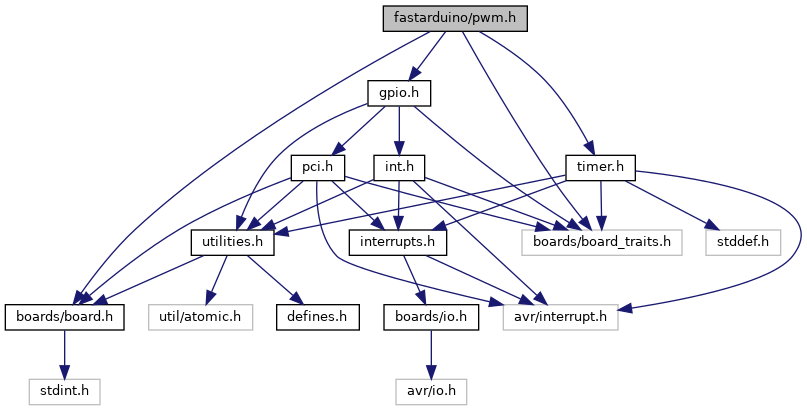 fastarduino/pwm.h
gpio.h
pci.h
int.h
timer.h
utilities.h
interrupts.h
boards/board_traits.h
stddef.h
boards/board.h
util/atomic.h
defines.h
boards/io.h
avr/interrupt.h
stdint.h
avr/io.h